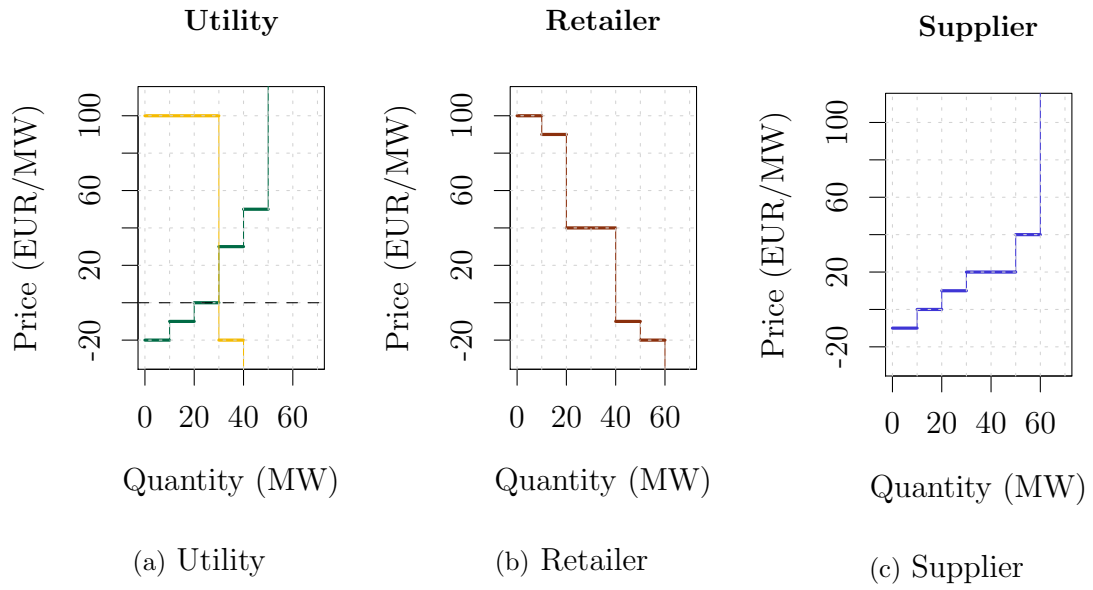 Utility
Retailer
Supplier
Price (EUR/MW)
-20 20 60 100
0 20 40 60
Quantity (MW)
(a) Utility
Price (EUR/MW)
-20 20 60 100
0 20 40 60
Quantity (MW)
(b) Retailer
Price (EUR/MW)
-20 20 60 100
0 20 40 60
Quantity (MW)
(c) Supplier